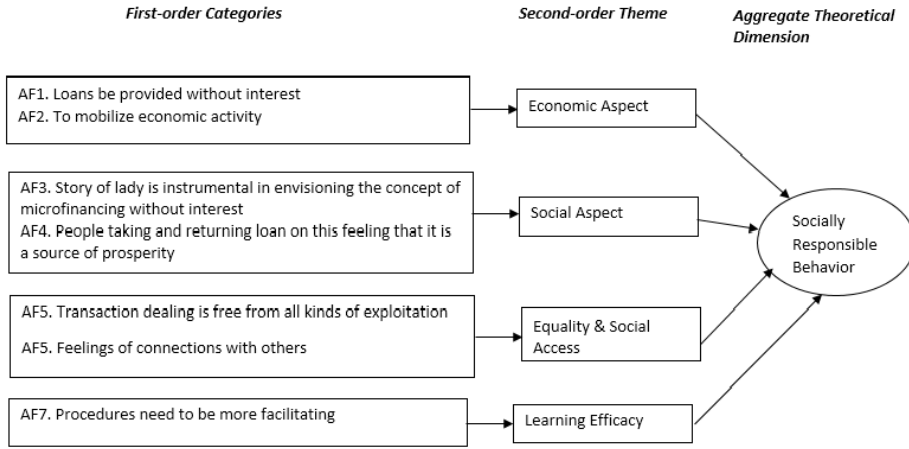 First-order Categories
Second-order Theme
Aggregate Theoretical
Dimension
AF1. Loans be provided without interest
AF2. To mobilize economic activity
Economic Aspect
AF3. Story of lady is instrumental in envisioning the concept of
microfinancing without interest
AF4. People taking and returning loan on this feeling that it is
a source of prosperity
Social Aspect
AF5. Transaction dealing is free from all kinds of exploitation
AF5. Feelings of connections with others
Equality & Social
Access
AF7. Procedures need to be more facilitating
Learning Efficacy
Socially
Responsible
Behavior